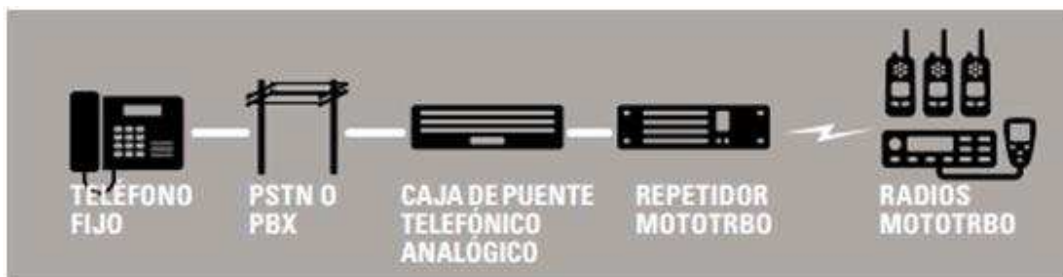 TELÉFONO
FIJO
PSTN O
PBX
CAJA DE PUENTE
TELEFÓNICO
ANALÓGICO
REPETIDOR
MOTOTRBO
RADIOS
MOTOTRBO